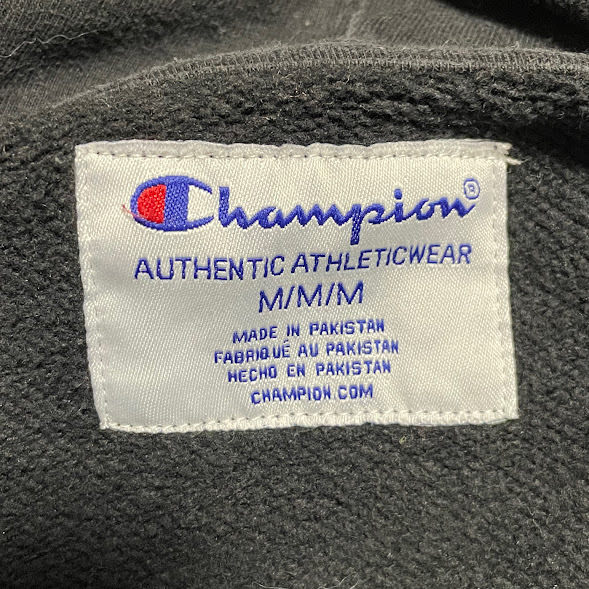 Champion®
AUTHENTIC ATHLETICWEAR
M/M/M
MADE IN PAKISTAN
FABRIQUÉ AU PAKISTAN
HECHO EN PAKISTAN
CHAMPION.COM